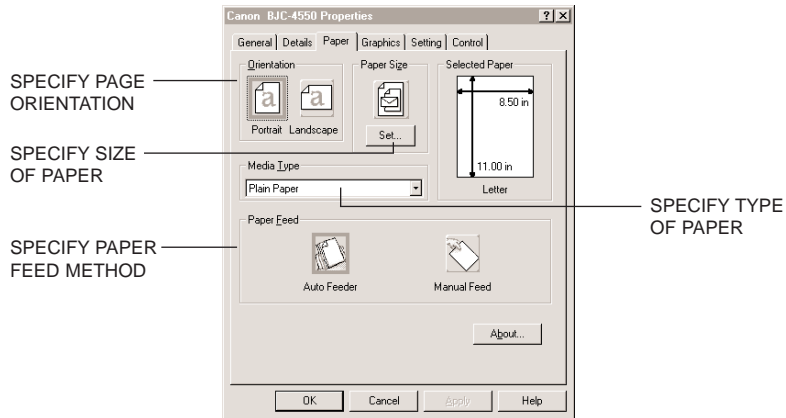 Canon BJC-4550 Properties
? X
General Details Paper Graphics Setting Control
Orientation
Paper Size
Selected Paper
SPECIFY PAGE
ORIENTATION
a a
8.50 in
Portrait Landscape
Set...
SPECIFY SIZE
OF PAPER
11.00 in
Media Type
Letter
Plain Paper
SPECIFY TYPE
OF PAPER
Paper Feed
SPECIFY PAPER
FEED METHOD
Auto Feeder
Manual Feed
About...
OK Cancel Apply Help